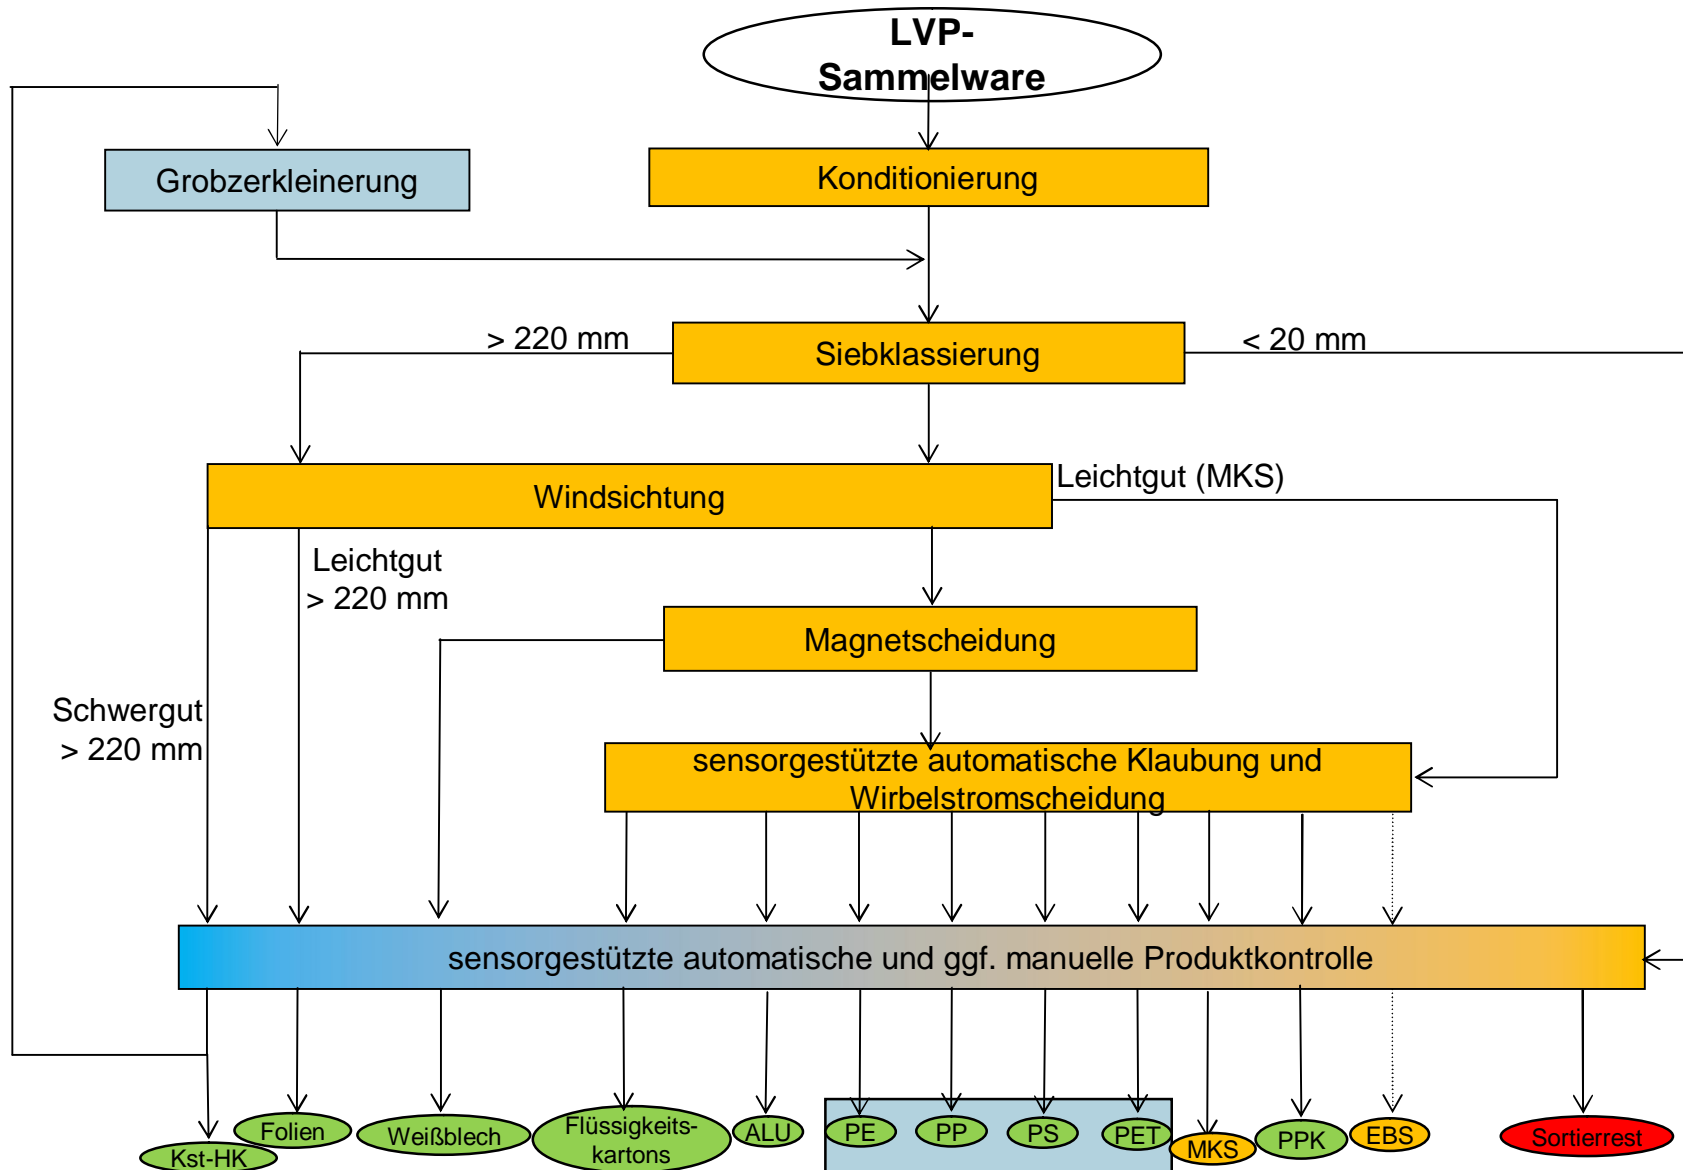 LVP-
Sammelware
Grobzerkleinerung
Konditionierung
> 220 mm
Siebklassierung
< 20 mm
Windsichtung
Leichtgut (MKS)
Leichtgut
> 220 mm
Magnetscheidung
Schwergut
> 220 mm
sensorgestützte automatische Klaubung und
Wirbelstromscheidung
sensorgestützte automatische und ggf. manuelle Produktkontrolle
Kst-HK
Folien
Weißblech
Flüssigkeits-
kartons
ALU
PE
PP
PS
PET
MKS
PPK
EBS
Sortierrest